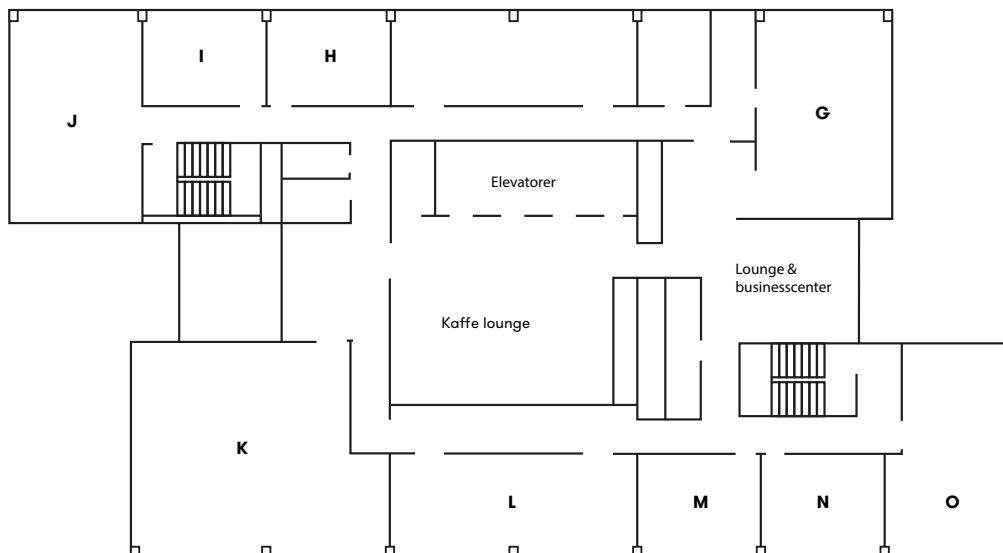 I
H
J
G
Elevatorer
Lounge &
businesscenter
Kaffe lounge
K
L
M
N
O